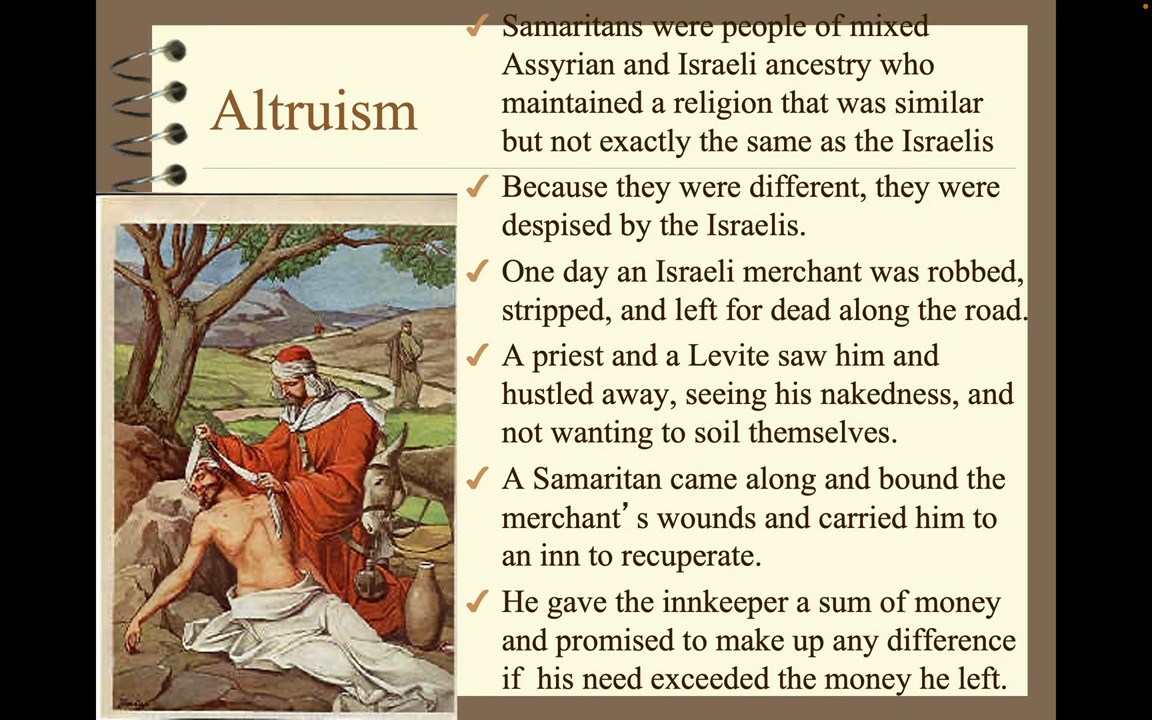 Altruism
✓ Samaritans were people of mixed
Assyrian and Israeli ancestry who
maintained a religion that was similar
but not exactly the same as the Israelis
✓ Because they were different, they were
despised by the Israelis.
✓ One day an Israeli merchant was robbed,
stripped, and left for dead along the road.
✓ A priest and a Levite saw him and
hustled away, seeing his nakedness, and
not wanting to soil themselves.
✓ A Samaritan came along and bound the
merchant’s wounds and carried him to
an inn to recuperate.
✓ He gave the innkeeper a sum of money
and promised to make up any difference
if his need exceeded the money he left.